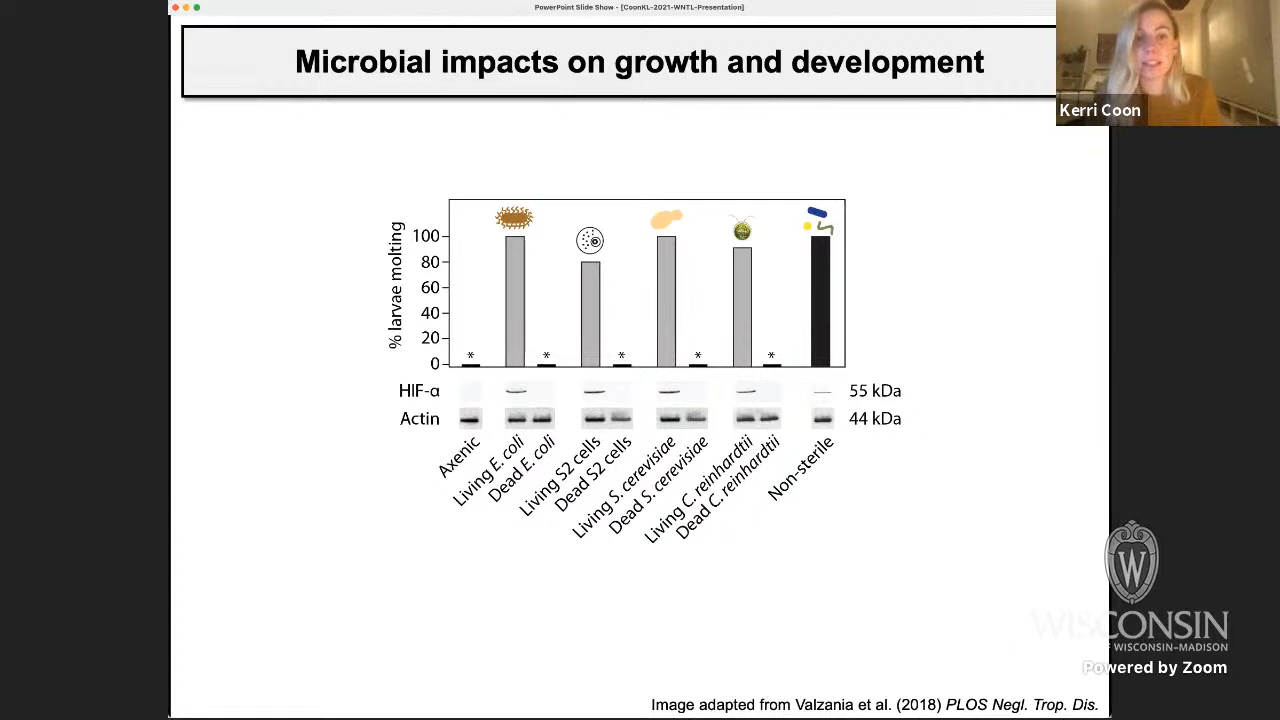 PowerPoint Slide Show - [CoonKL-2021-WNTL-Presentation]
Microbial impacts on growth and development
Kerri Coon
% larvae molting
100
80
60
40
20
0
* * * * *
HIF-α
55 kDa
Actin
44 kDa
Axenic
Living E. coli
Dead E. coli
Living S2 cells
Dead S2 cells
Living S. cerevisiae
Dead S. cerevisiae
Living C. reinhardtii
Dead C. reinhardtii
Non-sterile
W
WISCONSIN
OF WISCONSIN–MADISON
Powered by Zoom
Image adapted from Valzania et al. (2018) PLOS Negl. Trop. Dis.